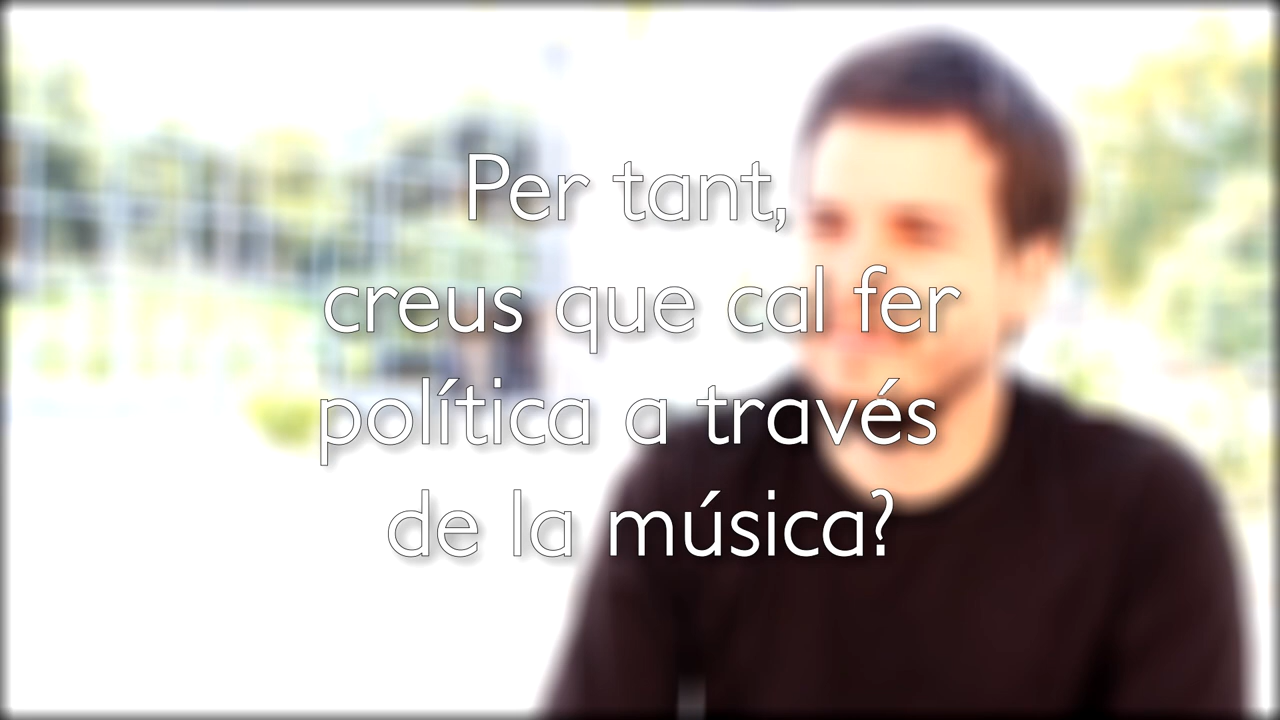 Per tant,
creus que cal fer
política a través
de la música?